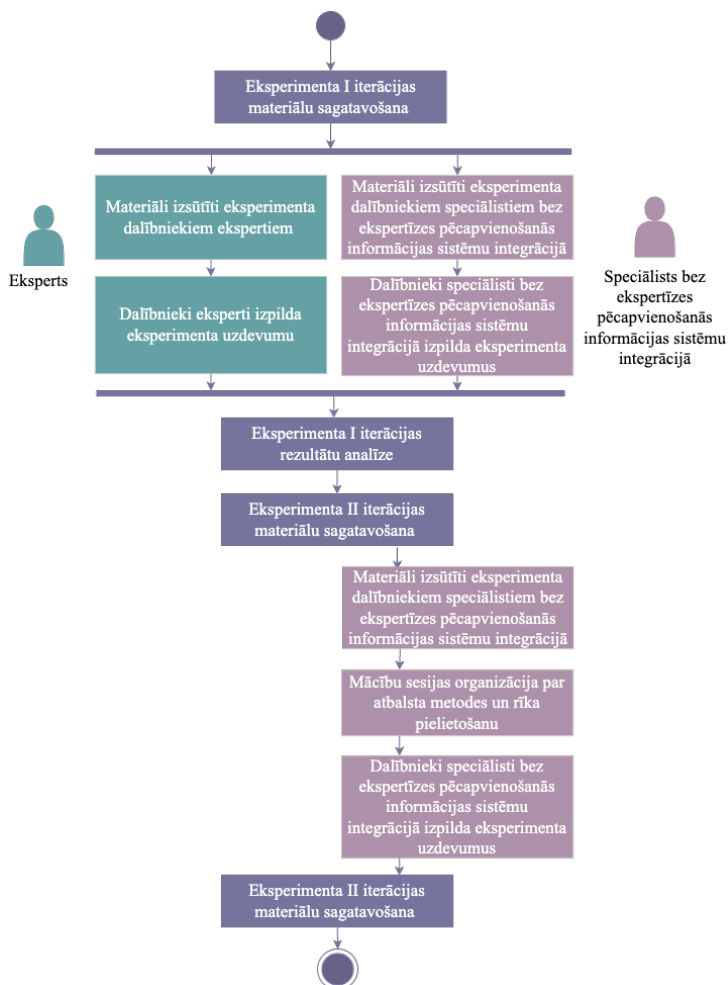 Eksperimenta I iterācijas
materiālu sagatavošana
Materiāli izsūtīti eksperimenta
dalībniekiem ekspertiem
Materiāli izsūtīti eksperimenta
dalībniekiem speciālistiem bez
ekspertīzes pēcapvienošanās
informācijas sistēmu integrācijā
Eksperts
Speciālists bez
ekspertīzes
pēcapvienošanās
informācijas sistēmu
integrācijā
Dalībnieki eksperti izpilda
eksperimenta uzdevumu
Dalībnieki speciālisti bez
ekspertīzes pēcapvienošanās
informācijas sistēmu
integrācijā izpilda eksperimenta
uzdevumus
Eksperimenta I iterācijas
rezultātu analīze
Eksperimenta II iterācijas
materiālu sagatavošana
Materiāli izsūtīti eksperimenta
dalībniekiem speciālistiem bez
ekspertīzes pēcapvienošanās
informācijas sistēmu integrācijā
Mācību sesijas organizācija par
atbalsta metodes un rīka
pielietošanu
Dalībnieki speciālisti bez
ekspertīzes pēcapvienošanās
informācijas sistēmu
integrācijā izpilda eksperimenta
uzdevumus
Eksperimenta II iterācijas
materiālu sagatavošana